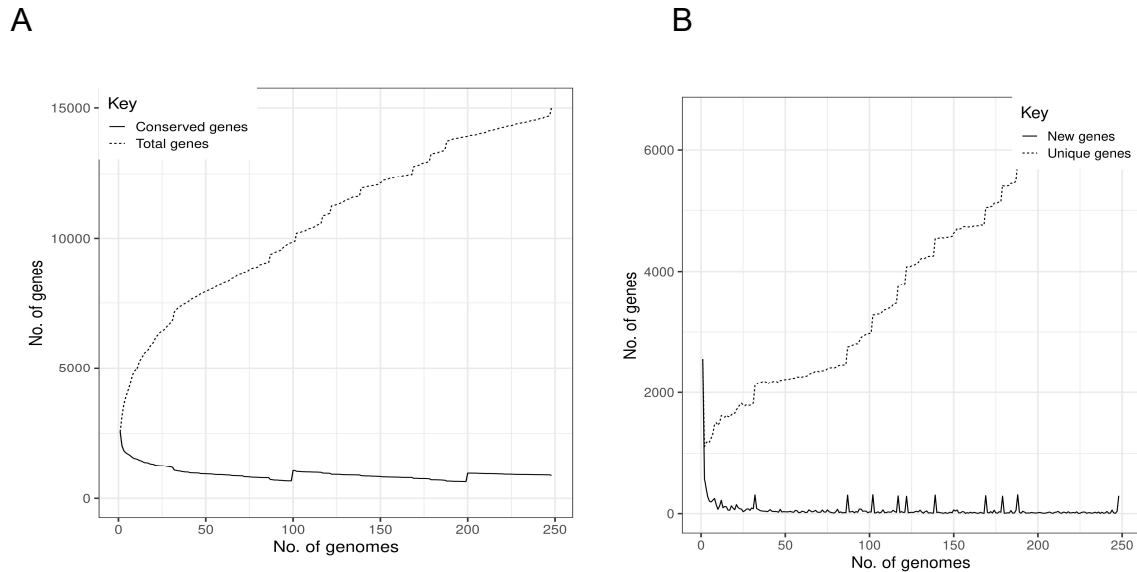 A
B
Key
Conserved genes
Total genes
15000
10000
5000
0
No. of genes
0 50 100 150 200 250
No. of genomes
Key
New genes
Unique genes
6000
4000
2000
0
No. of genes
0 50 100 150 200 250
No. of genomes